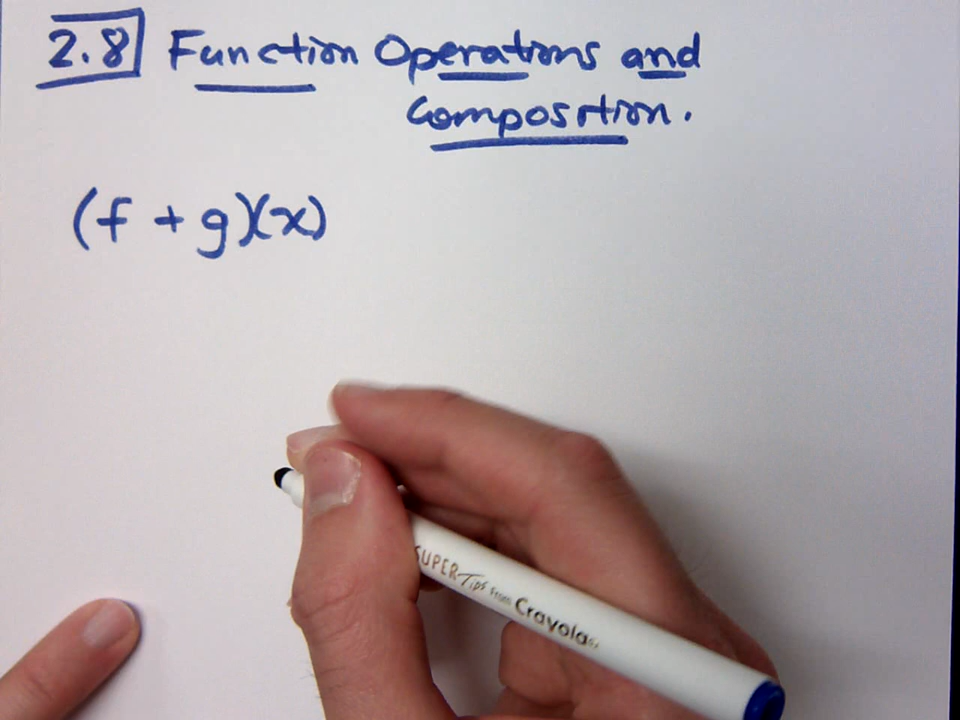 2.8 Function Operations and
Composition.
(f + g)(x)
SUPER Tips from Crayola